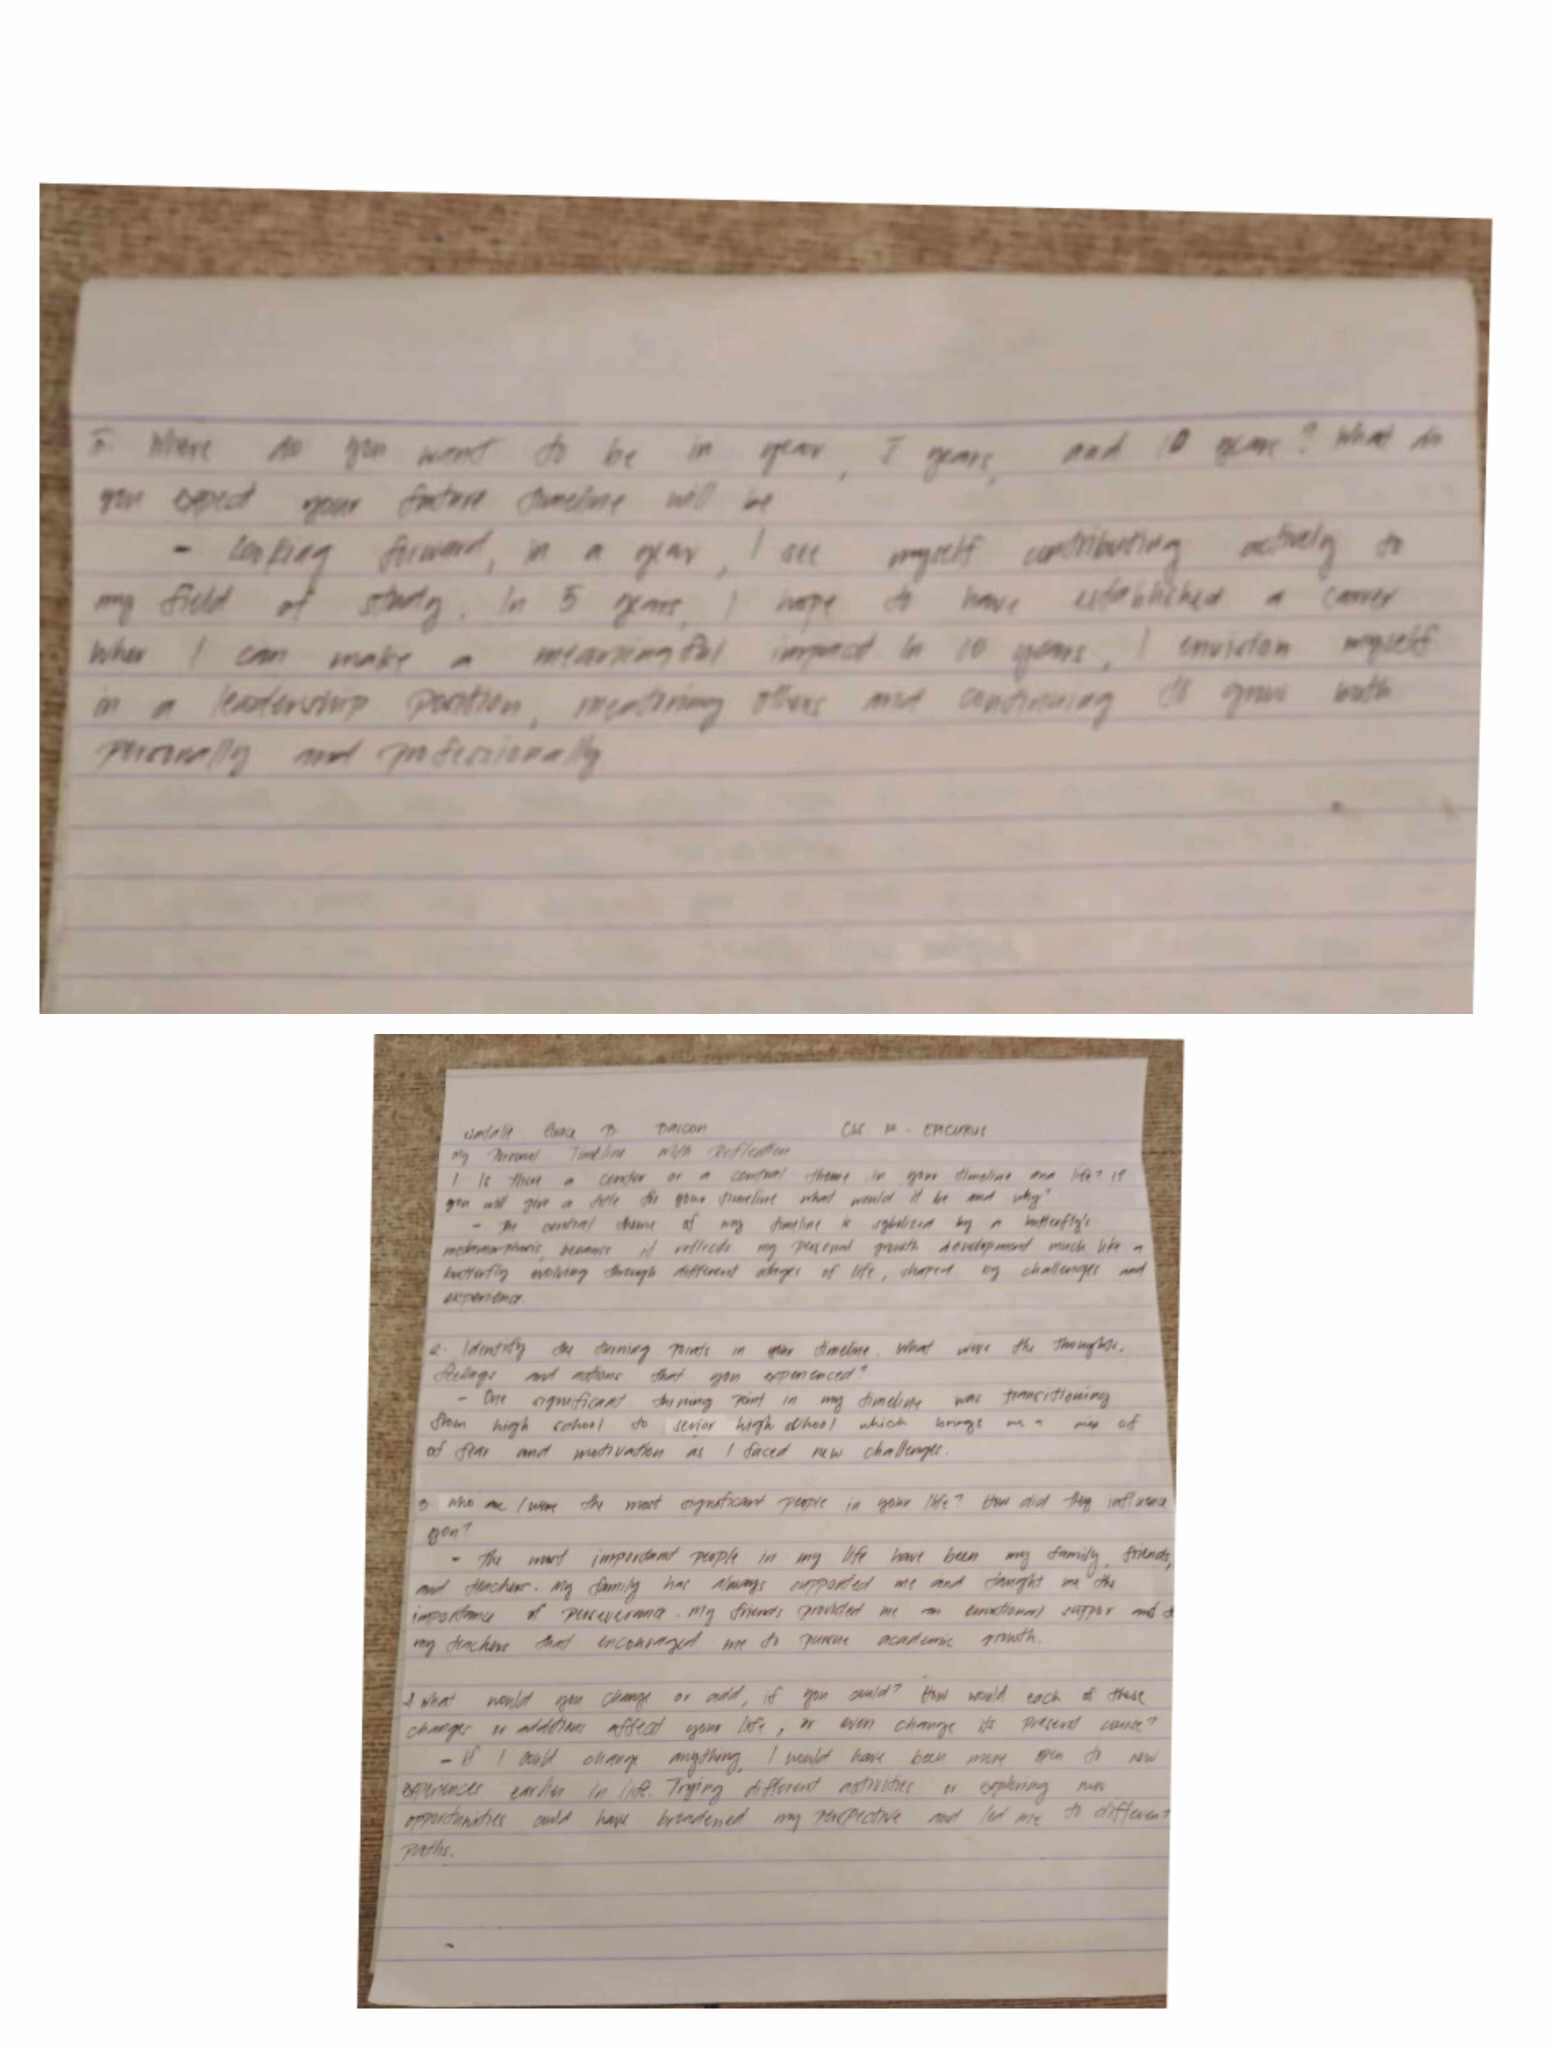 5. Where do you want to be in year, 5 years, and 10 years? What do
you expect your future timeline will be
- Looking forward, in a year, I see myself contributing actively to
my field of study. In 5 years, I hope to have established a career
wher I can make a meaningful impact In 10 years, I envision myself
in a leadership position, mentoring others and continuing to grow both
personally and professionally
Grace B.
My Personal Timeline With Reflection
1 Is there a center or a central theme in your timeline and life? If
you will give a title for your timeline what would it be and why?
- The central theme of my timeline is sybolized by a butterfly's
metamorphosis, because it reflects my personal growth development much like a
butterfly evolving through different stages of life, shaped by challenges and
experience.
2. Identify the turning points in your timeline. What were the thoughts,
feelings and actions that you experienced?
- One significant turning point in my timeline was transitioning
from high school to senior high school which brings me a mix of
of fear and motivation as I faced new challenges.
3. Who are / were the most significant people in your life? How did they influence
you?
- The most important people in my life have been my family, friends,
and teachers. My family has always supported me and taught me the
importance of perseverance. My friends provided me an emotional suppor and
my teachers that encouraged me to pursue academic growth.
4 What would you change or add, if you could? How would each of these
changes or additions affect your life, or even change its present course?
- If I could change anything, I would have been more open to new
experiences earlier in life. Trying different activities or exploring new
opportunities could have broadened my perspective and led me to different
paths.